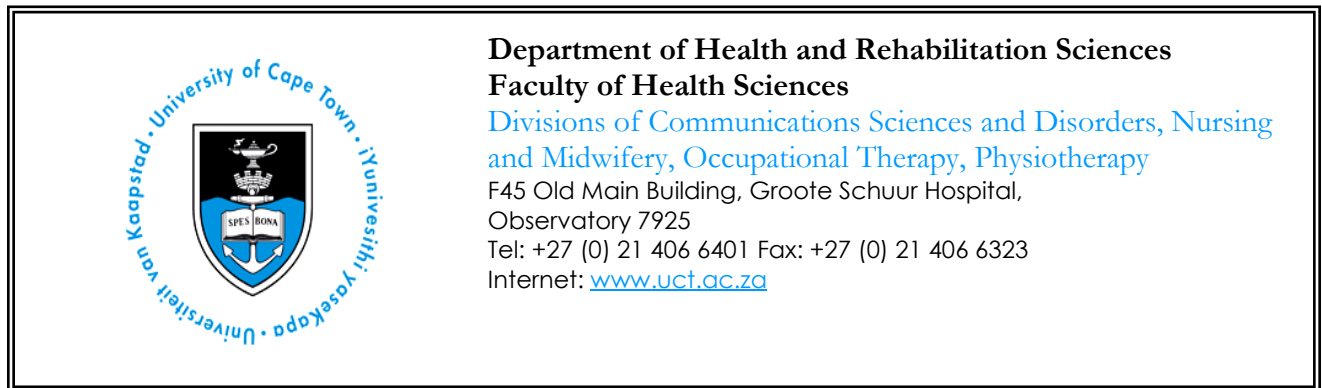 University of Cape Town · iYunivesithi yaseKapa · Universiteit van Kaapstad ·
SPES BONA
Department of Health and Rehabilitation Sciences
Faculty of Health Sciences
Divisions of Communications Sciences and Disorders, Nursing
and Midwifery, Occupational Therapy, Physiotherapy
F45 Old Main Building, Groote Schuur Hospital,
Observatory 7925
Tel: +27 (0) 21 406 6401 Fax: +27 (0) 21 406 6323
Internet: www.uct.ac.za